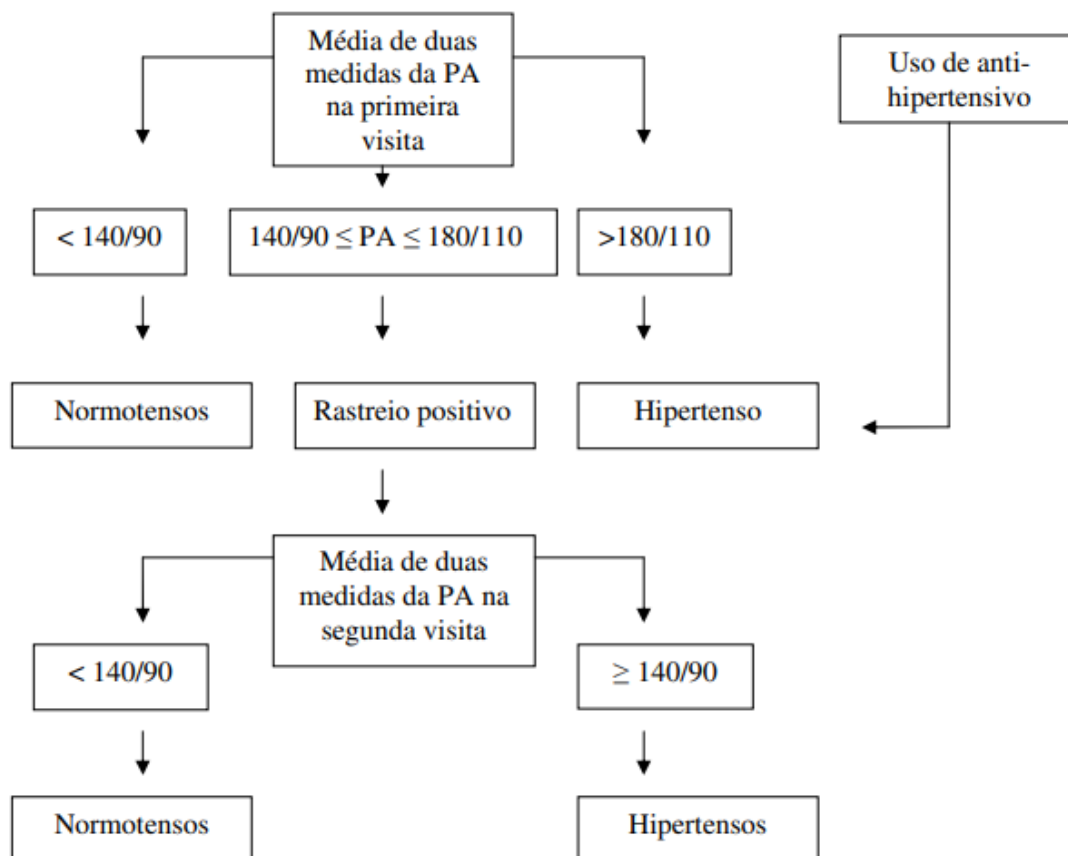 Média de duas
medidas da PA
na primeira
visita
Uso de anti-
hipertensivo
< 140/90
140/90 ≤ PA ≤ 180/110
>180/110
Normotensos
Rastreio positivo
Hipertenso
Média de duas
medidas da PA na
segunda visita
< 140/90
≥ 140/90
Normotensos
Hipertensos